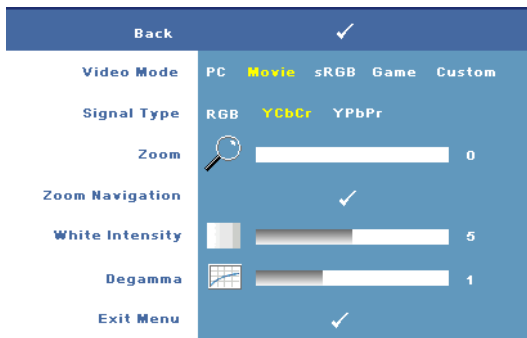 Back
Video Mode PC Movie sRGB Game Custom
Signal Type RGB YCbCr YPbPr
Zoom 0
Zoom Navigation
White Intensity 5
Degamma 1
Exit Menu